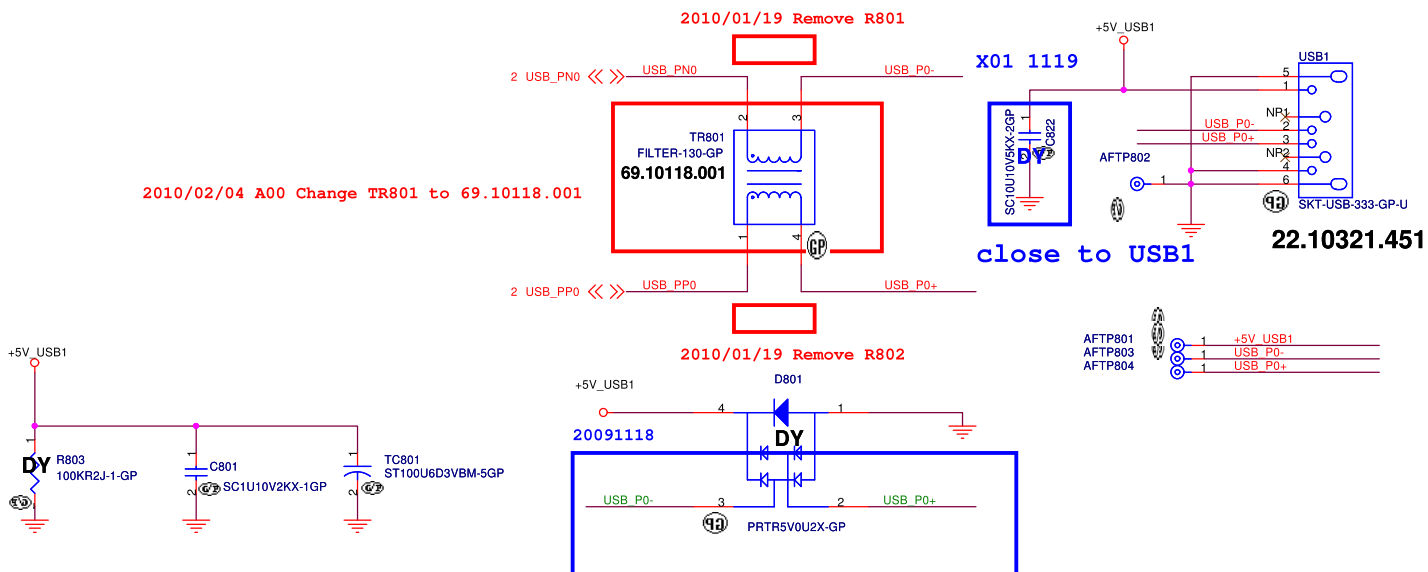 2010/01/19 Remove R801
+5V_USB1
USB1
X01 1119
2 USB_PN0
USB_PN0
USB_P0-
5
1
NP1
2
3
NP2
4
6
USB_P0-
USB_P0+
2
3
TR801
FILTER-130-GP
69.10118.001
1
4
GP
2010/02/04 A00 Change TR801 to 69.10118.001
1
SC10U10V5KX-2GP
DY
C822
AFTP802
1
GP
SKT-USB-333-GP-U
22.10321.451
close to USB1
2 USB_PP0
USB_PP0
USB_P0+
2010/01/19 Remove R802
AFTP801
1
+5V_USB1
AFTP803
1
USB_P0-
AFTP804
1
USB_P0+
+5V_USB1
1
DY
R803
100KR2J-1-GP
1
C801
2
SC1U10V2KX-1GP
1
TC801
ST100U6D3VBM-5GP
2
D801
+5V_USB1
4
1
DY
20091118
USB_P0-
3
2
USB_P0+
GP
PRTR5V0U2X-GP